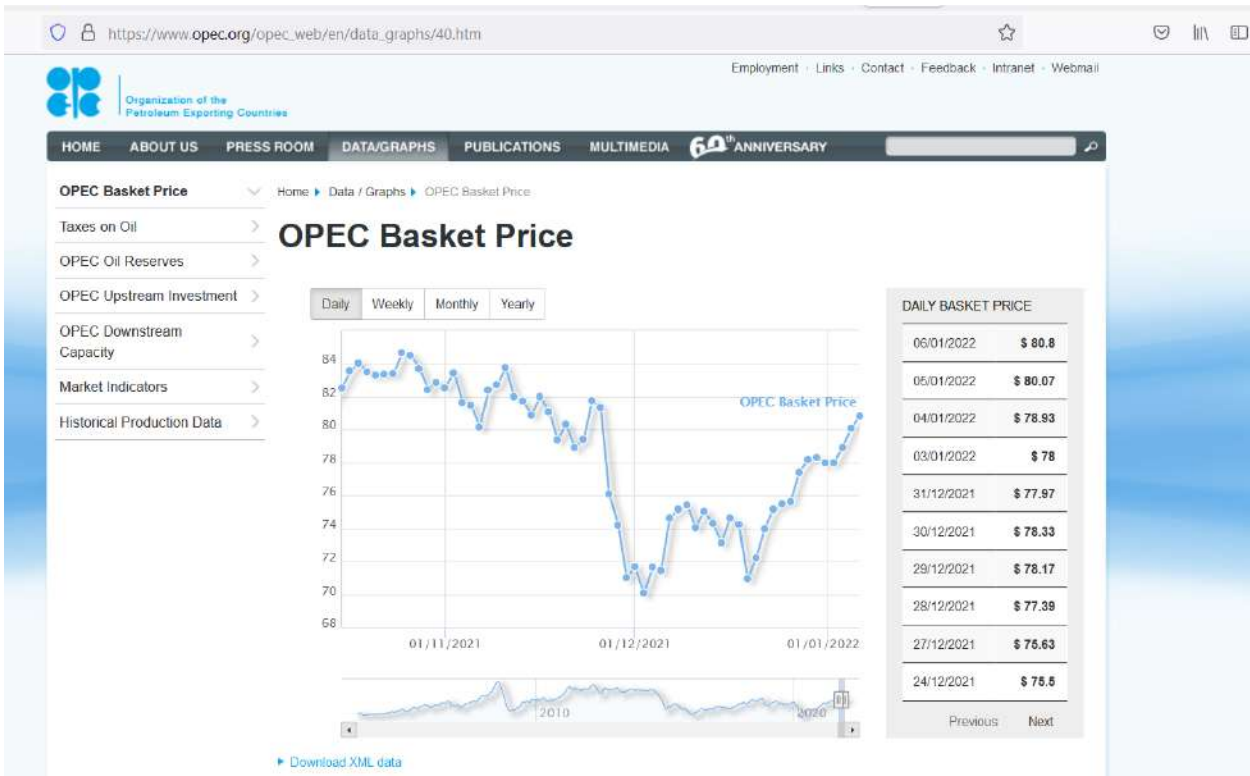 https://www.opec.org/opec_web/en/data_graphs/40.htm
Employment - Links - Contact - Feedback - Intranet - Webmail
Organization of the
Petroleum Exporting Countries
HOME ABOUT US PRESS ROOM DATA/GRAPHS PUBLICATIONS MULTIMEDIA 60th ANNIVERSARY
OPEC Basket Price
Taxes on Oil
OPEC Oil Reserves
OPEC Upstream Investment
OPEC Downstream
Capacity
Market Indicators
Historical Production Data
Home Data / Graphs OPEC Basket Price
OPEC Basket Price
Daily Weekly Monthly Yearly
84
82
80
78
76
74
72
70
68
OPEC Basket Price
01/11/2021 01/12/2021 01/01/2022
2010 2020
Download XML data
DAILY BASKET PRICE
06/01/2022 $ 80.8
05/01/2022 $ 80.07
04/01/2022 $ 78.93
03/01/2022 $ 78
31/12/2021 $ 77.97
30/12/2021 $ 78.33
29/12/2021 $ 78.17
28/12/2021 $ 77.39
27/12/2021 $ 75.63
24/12/2021 $ 75.5
Previous Next